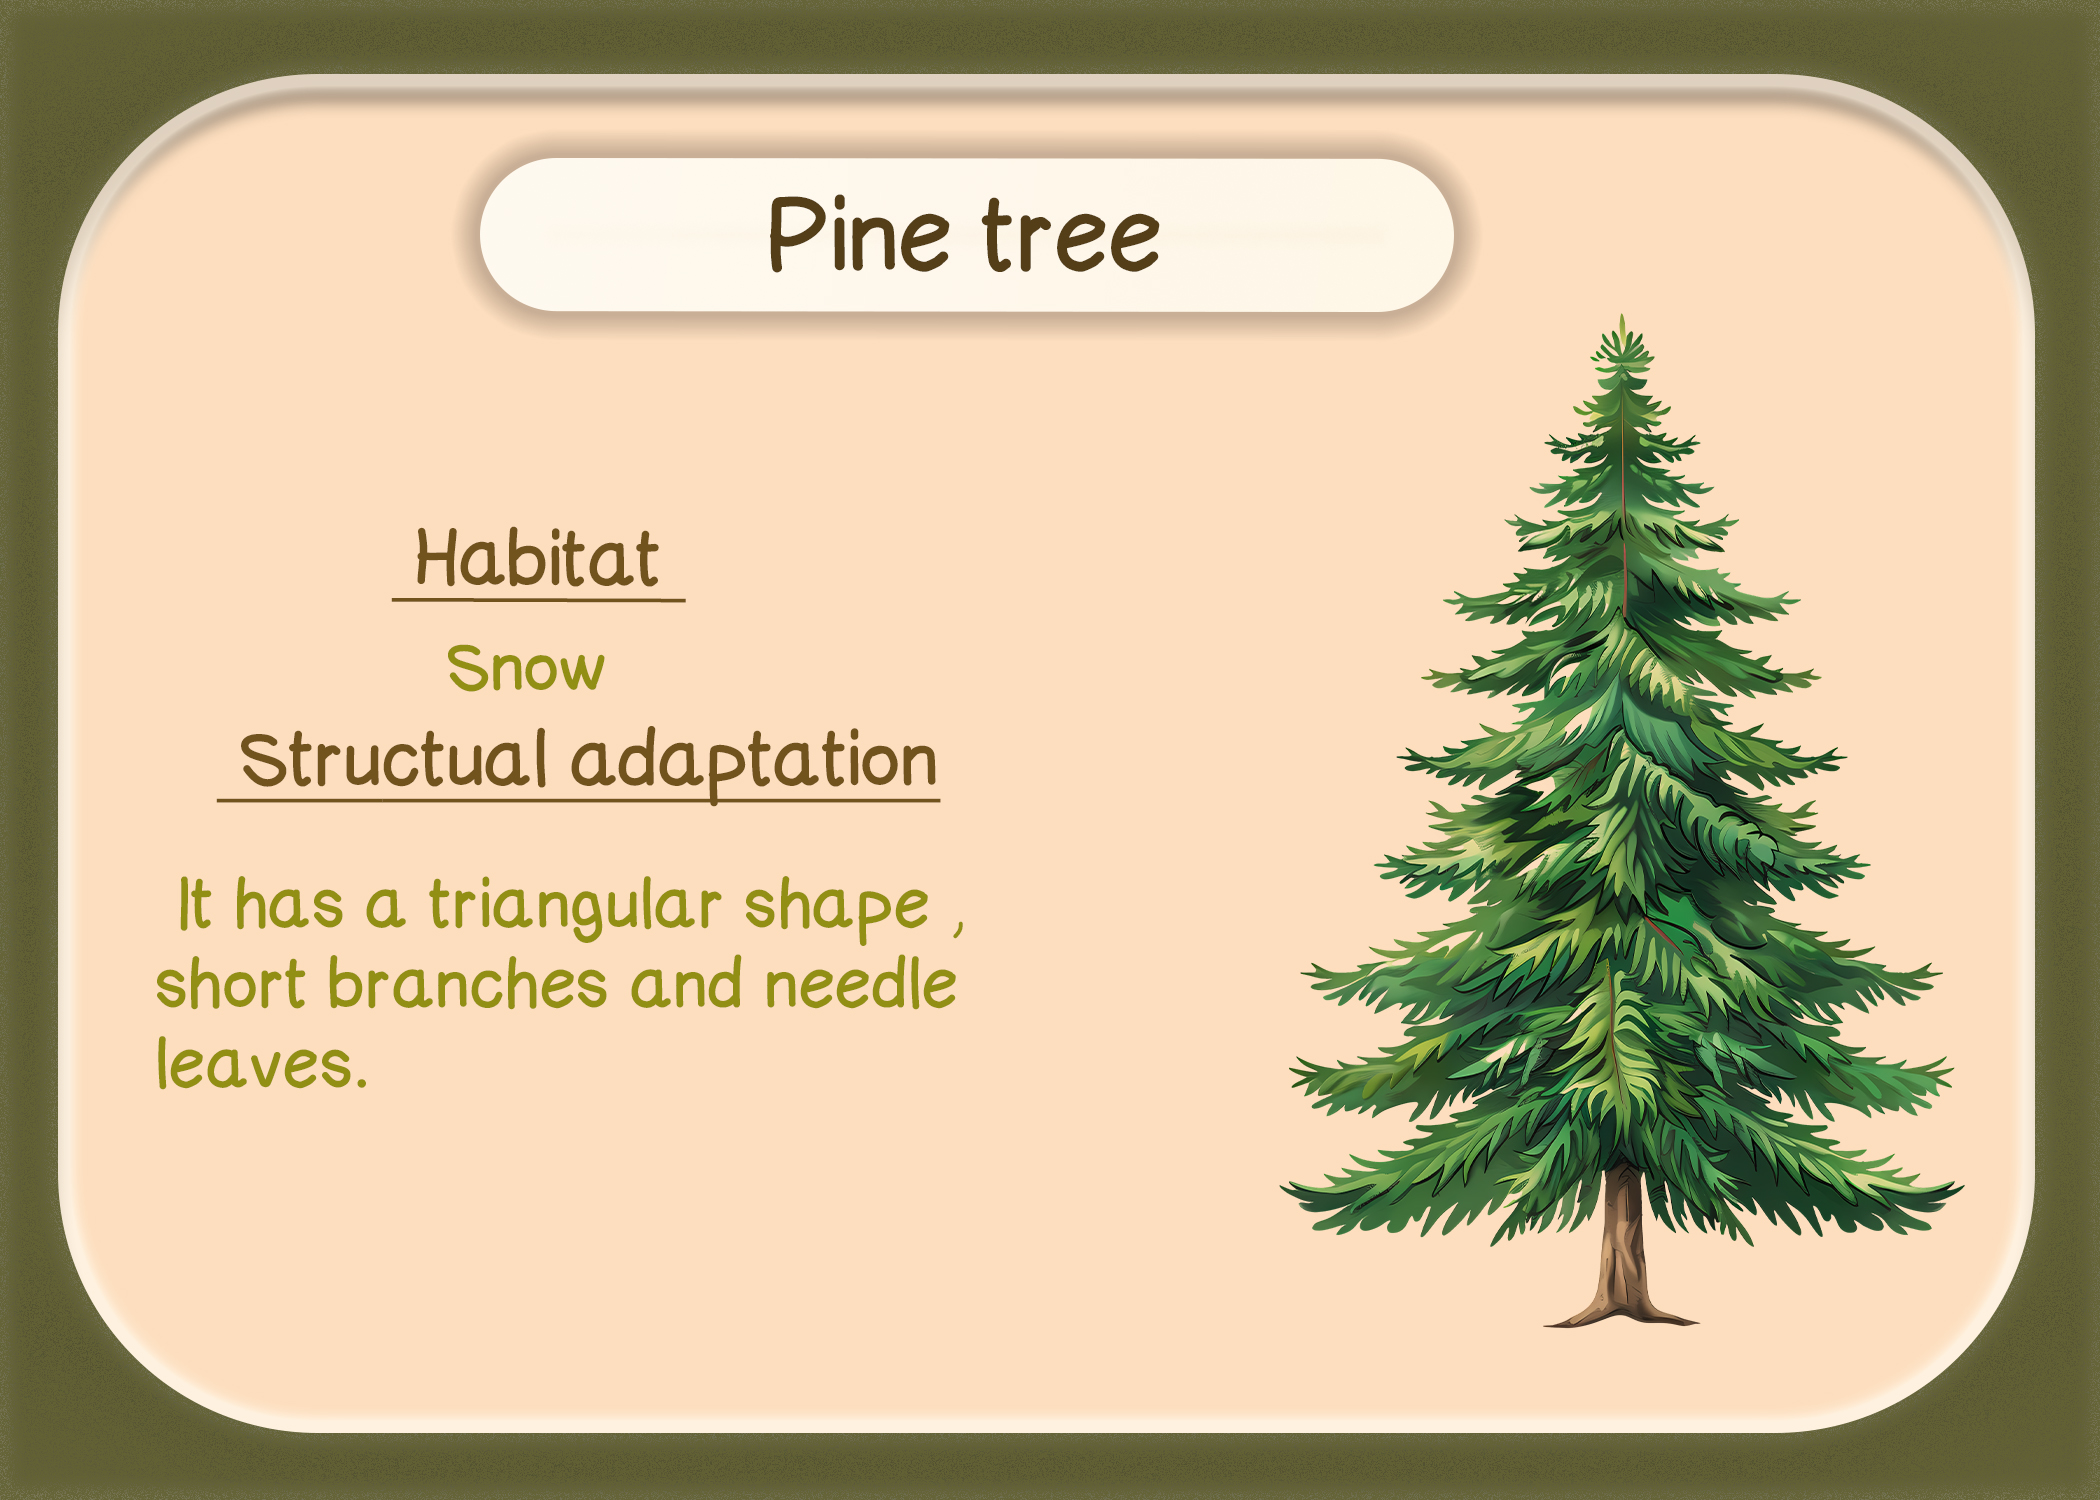 Pine tree
Habitat
Snow
Structual adaptation
It has a triangular shape ,
short branches and needle
leaves.